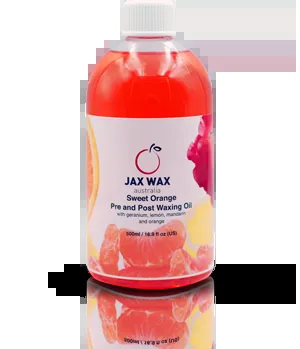 JAX WAX
australia
Sweet Orange
Pre and Post Waxing Oil
with geranium, lemon, mandarin
and orange
500ml / 16.9 fl oz (US)